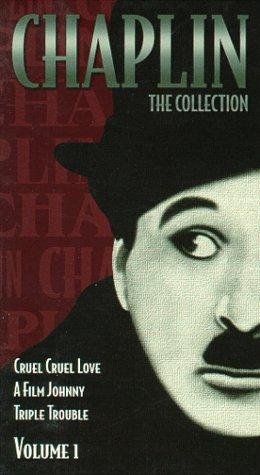 CHAPLIN
THE COLLECTION
CRUEL CRUEL LOVE
A FILM JOHNNY
TRIPLE TROUBLE
VOLUME 1